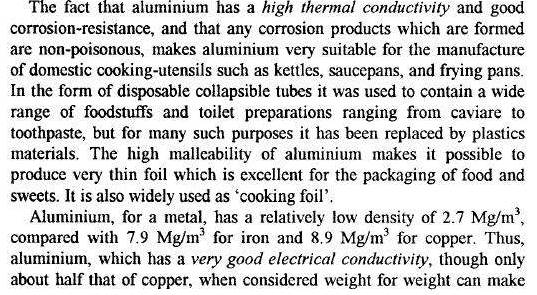 The fact that aluminium has a high thermal conductivity and good
corrosion-resistance, and that any corrosion products which are formed
are non-poisonous, makes aluminium very suitable for the manufacture
of domestic cooking-utensils such as kettles, saucepans, and frying pans.
In the form of disposable collapsible tubes it was used to contain a wide
range of foodstuffs and toilet preparations ranging from caviare to
toothpaste, but for many such purposes it has been replaced by plastics
materials. The high malleability of aluminium makes it possible to
produce very thin foil which is excellent for the packaging of food and
sweets. It is also widely used as ‘cooking foil’.
Aluminium, for a metal, has a relatively low density of 2.7 Mg/m³,
compared with 7.9 Mg/m³ for iron and 8.9 Mg/m³ for copper. Thus,
aluminium, which has a very good electrical conductivity, though only
about half that of copper, when considered weight for weight can make